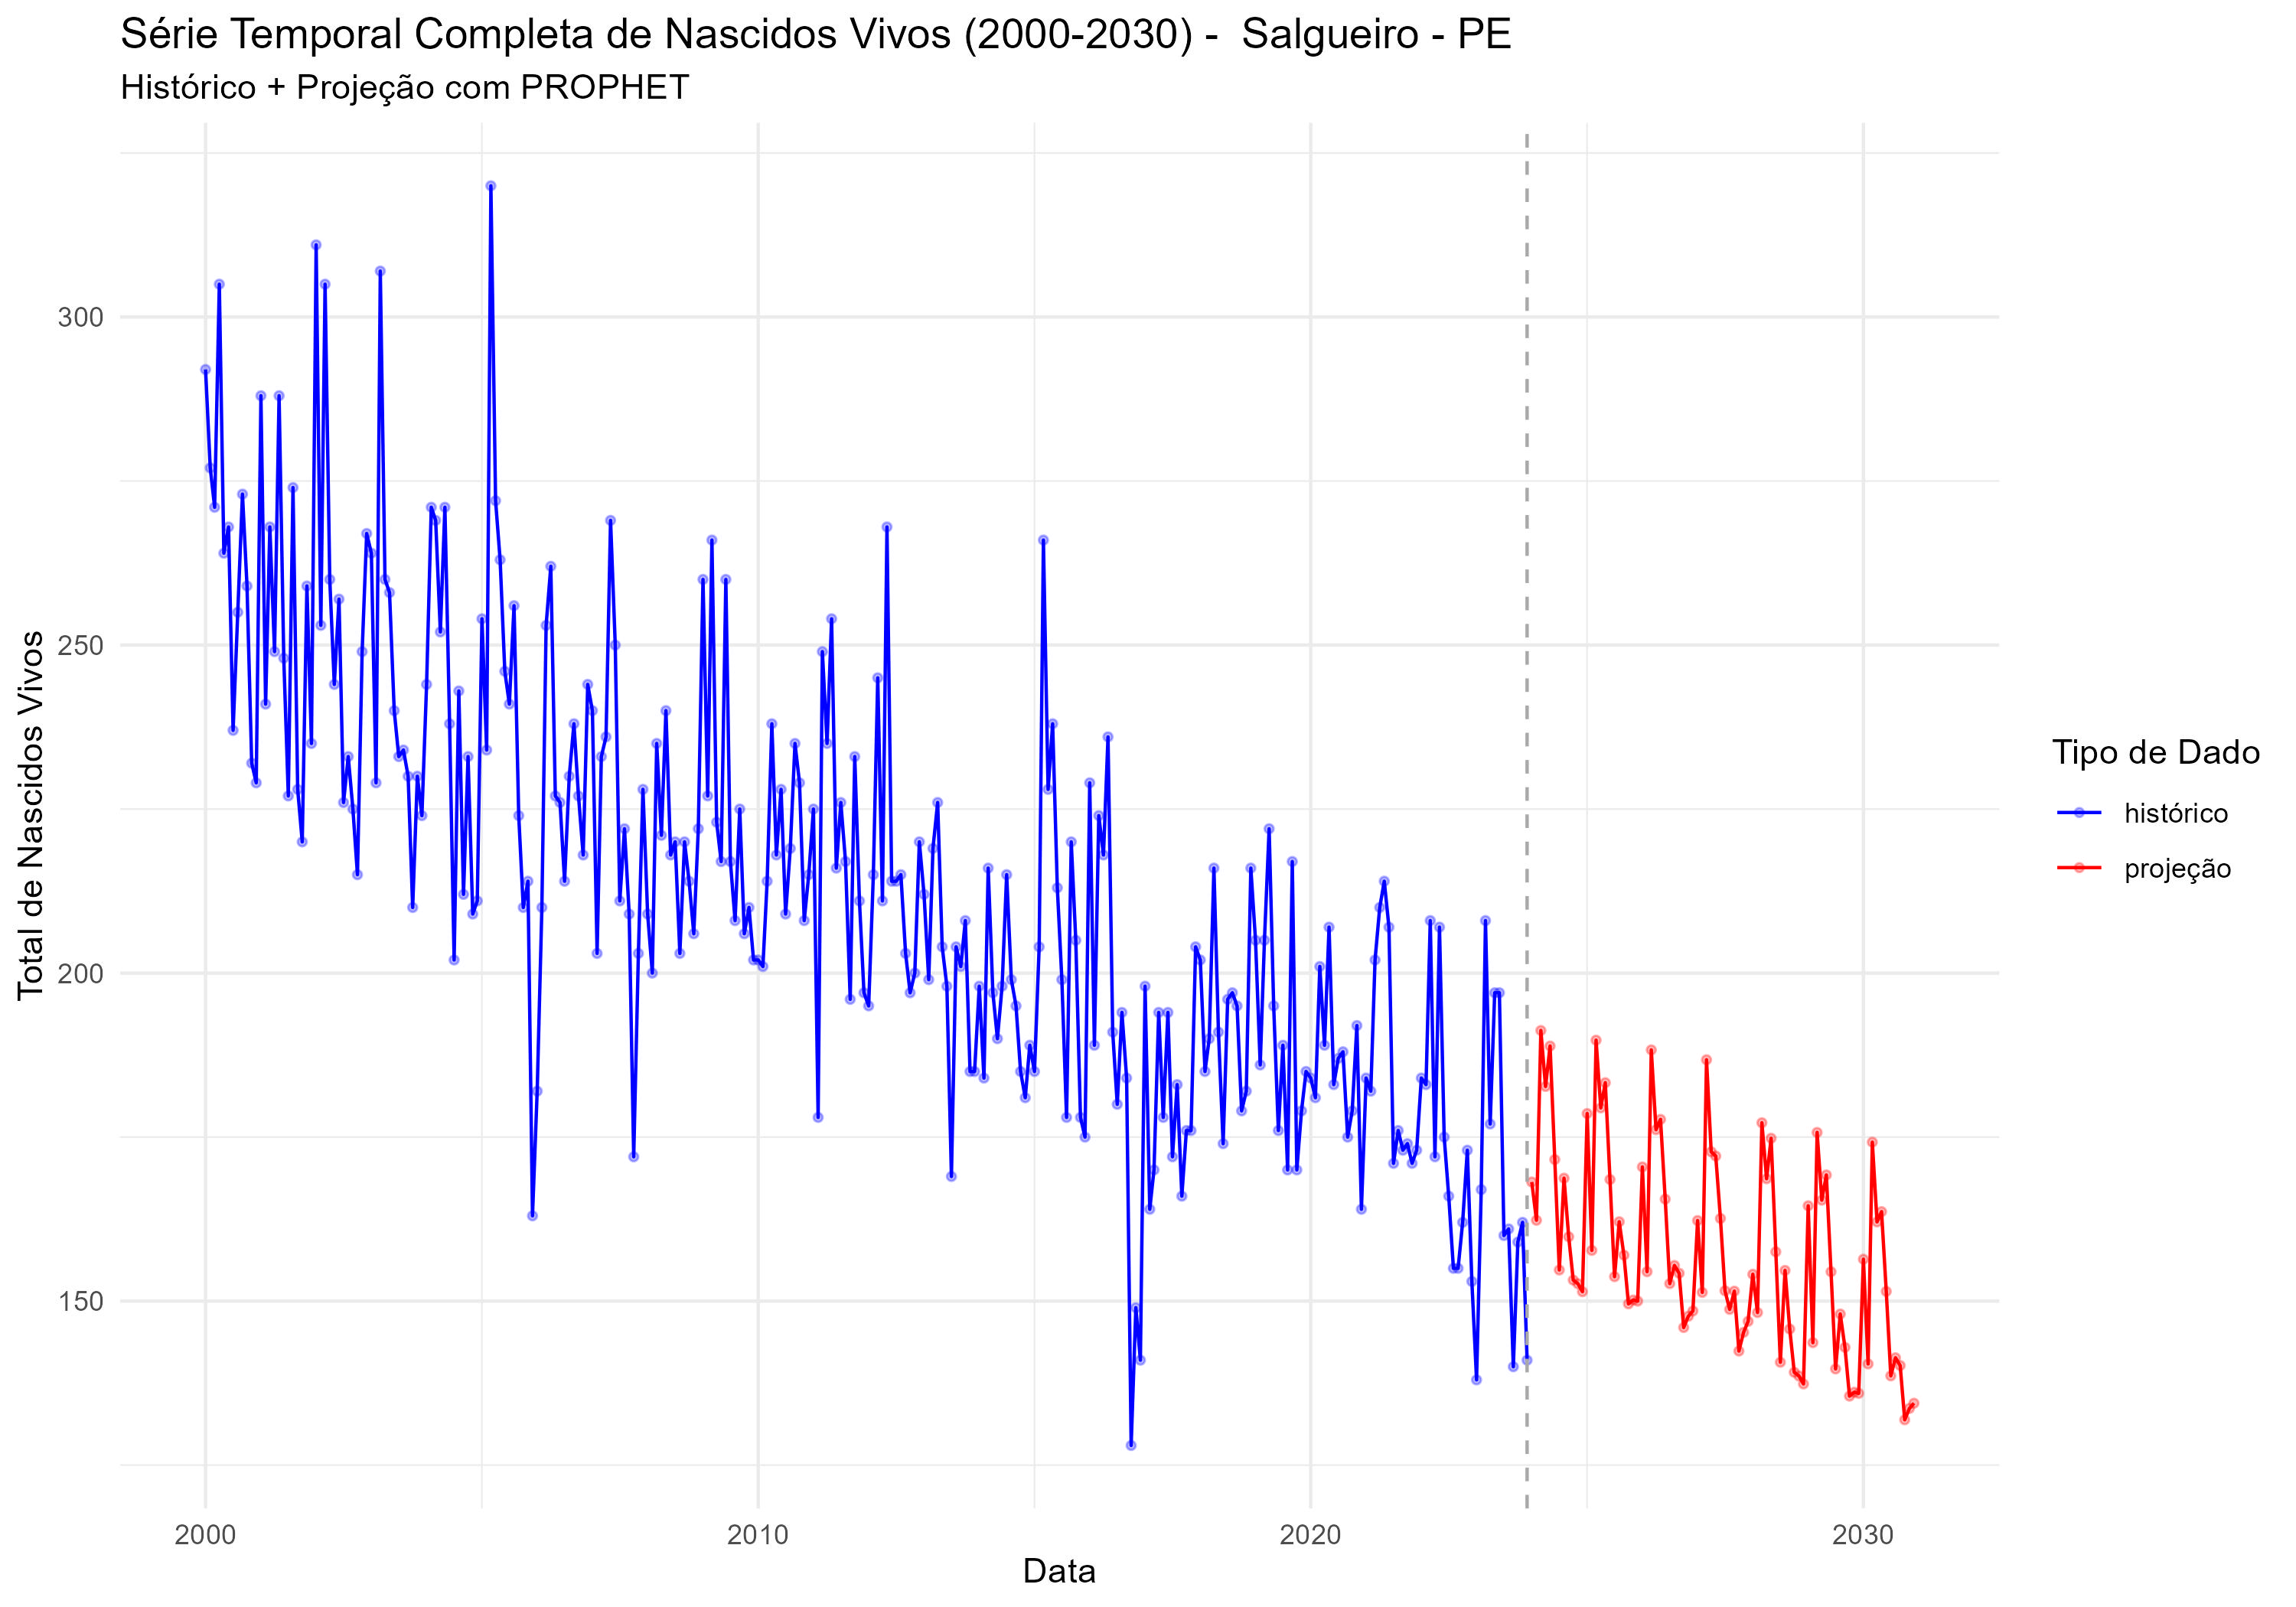 Série Temporal Completa de Nascidos Vivos (2000-2030) -  Salgueiro - PE
Histórico + Projeção com PROPHET
Total de Nascidos Vivos
300
250
200
150
2000
2010
2020
2030
Data
Tipo de Dado
histórico
projeção